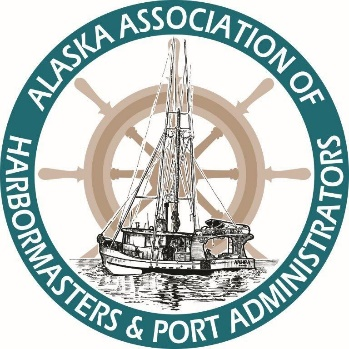 ALASKA ASSOCIATION OF
HARBORMASTERS & PORT ADMINISTRATORS